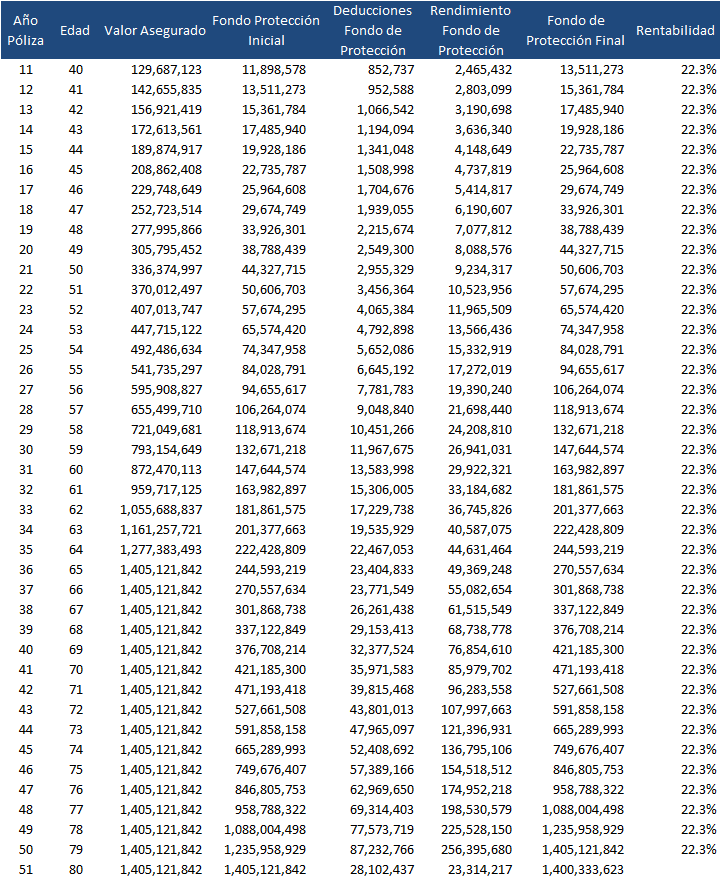 Año Póliza Edad Valor Asegurado Fondo Protección Inicial Deducciones Fondo de Protección Rendimiento Fondo de Protección Fondo de Protección Final Rentabilidad
11 40 129,687,123 11,898,578 852,737 2,465,432 13,511,273 22.3%
12 41 142,655,835 13,511,273 952,588 2,803,099 15,361,784 22.3%
13 42 156,921,419 15,361,784 1,066,542 3,190,698 17,485,940 22.3%
14 43 172,613,561 17,485,940 1,194,094 3,636,340 19,928,186 22.3%
15 44 189,874,917 19,928,186 1,341,048 4,148,649 22,735,787 22.3%
16 45 208,862,408 22,735,787 1,508,998 4,737,819 25,964,608 22.3%
17 46 229,748,649 25,964,608 1,704,676 5,414,817 29,674,749 22.3%
18 47 252,723,514 29,674,749 1,939,055 6,190,607 33,926,301 22.3%
19 48 277,995,866 33,926,301 2,215,674 7,077,812 38,788,439 22.3%
20 49 305,795,452 38,788,439 2,549,300 8,088,576 44,327,715 22.3%
21 50 336,374,997 44,327,715 2,955,329 9,234,317 50,606,703 22.3%
22 51 370,012,497 50,606,703 3,456,364 10,523,956 57,674,295 22.3%
23 52 407,013,747 57,674,295 4,065,384 11,965,509 65,574,420 22.3%
24 53 447,715,122 65,574,420 4,792,898 13,566,436 74,347,958 22.3%
25 54 492,486,634 74,347,958 5,652,086 15,332,919 84,028,791 22.3%
26 55 541,735,297 84,028,791 6,645,192 17,272,019 94,655,617 22.3%
27 56 595,908,827 94,655,617 7,781,783 19,390,240 106,264,074 22.3%
28 57 655,499,710 106,264,074 9,048,840 21,698,440 118,913,674 22.3%
29 58 721,049,681 118,913,674 10,451,266 24,208,810 132,671,218 22.3%
30 59 793,154,649 132,671,218 11,967,675 26,941,031 147,644,574 22.3%
31 60 872,470,113 147,644,574 13,583,998 29,922,321 163,982,897 22.3%
32 61 959,717,125 163,982,897 15,306,005 33,184,682 181,861,575 22.3%
33 62 1,055,688,837 181,861,575 17,229,738 36,745,826 201,377,663 22.3%
34 63 1,161,257,721 201,377,663 19,535,929 40,587,075 222,428,809 22.3%
35 64 1,277,383,493 222,428,809 22,467,053 44,631,464 244,593,219 22.3%
36 65 1,405,121,842 244,593,219 23,404,833 49,369,248 270,557,634 22.3%
37 66 1,405,121,842 270,557,634 23,771,549 55,082,654 301,868,738 22.3%
38 67 1,405,121,842 301,868,738 26,261,438 61,515,549 337,122,849 22.3%
39 68 1,405,121,842 337,122,849 29,153,413 68,738,778 376,708,214 22.3%
40 69 1,405,121,842 376,708,214 32,377,524 76,854,610 421,185,300 22.3%
41 70 1,405,121,842 421,185,300 35,971,583 85,979,702 471,193,418 22.3%
42 71 1,405,121,842 471,193,418 39,815,468 96,283,558 527,661,508 22.3%
43 72 1,405,121,842 527,661,508 43,801,013 107,997,663 591,858,158 22.3%
44 73 1,405,121,842 591,858,158 47,965,097 121,396,931 665,289,993 22.3%
45 74 1,405,121,842 665,289,993 52,408,692 136,795,106 749,676,407 22.3%
46 75 1,405,121,842 749,676,407 57,389,166 154,518,512 846,805,753 22.3%
47 76 1,405,121,842 846,805,753 62,969,650 174,952,218 958,788,322 22.3%
48 77 1,405,121,842 958,788,322 69,314,403 198,530,579 1,088,004,498 22.3%
49 78 1,405,121,842 1,088,004,498 77,573,719 225,528,150 1,235,958,929 22.3%
50 79 1,405,121,842 1,235,958,929 87,232,766 256,395,680 1,405,121,842 22.3%
51 80 1,405,121,842 1,405,121,842 28,102,437 23,314,217 1,400,333,623